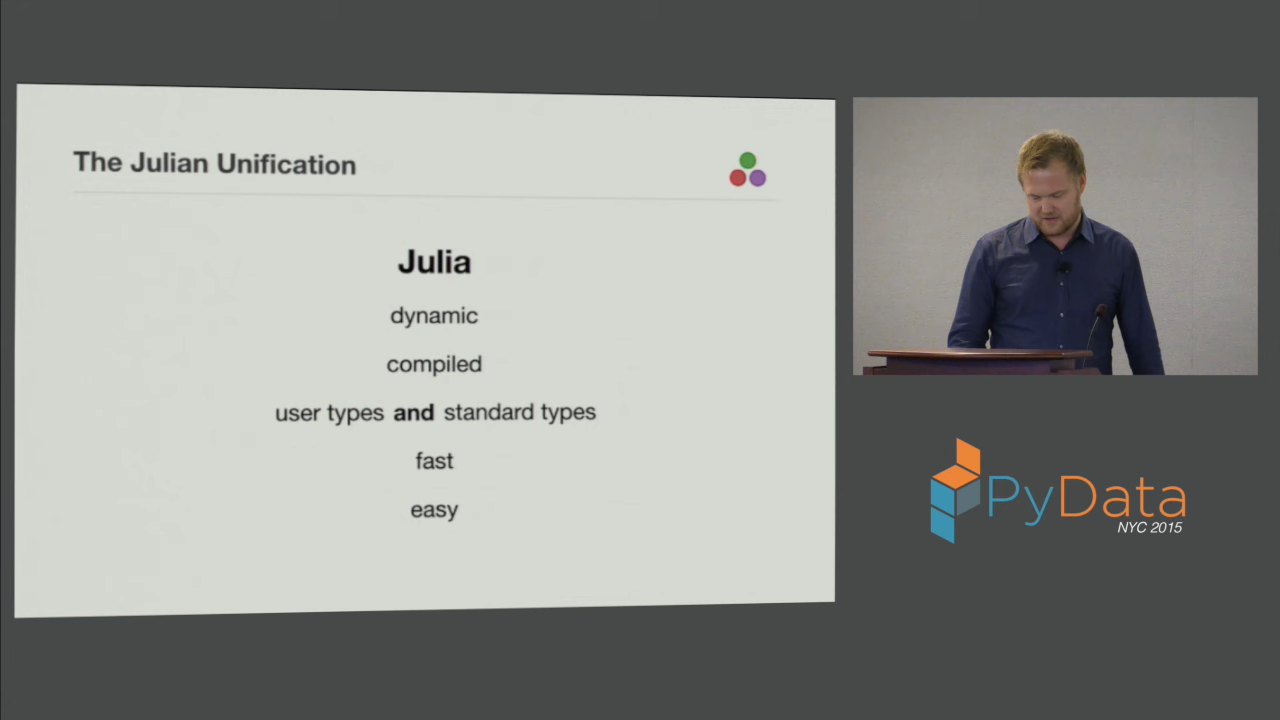 The Julian Unification
Julia
dynamic
compiled
user types and standard types
fast
easy
PyData
NYC 2015